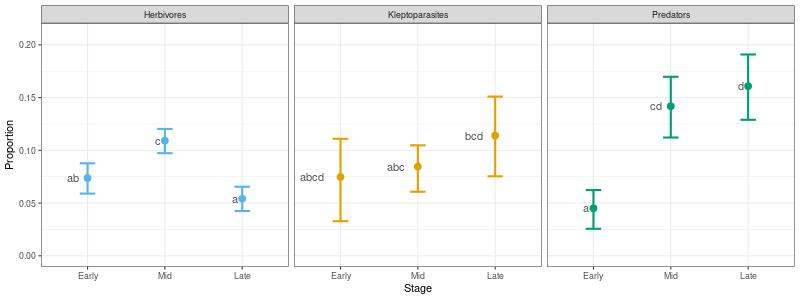 Herbivores Kleptoparasites Predators
0.20
0.15
0.10
0.05
0.00
ab c a
abcd abc bcd
a cd d
Early Mid Late Early Mid Late Early Mid Late
Stage
Proportion